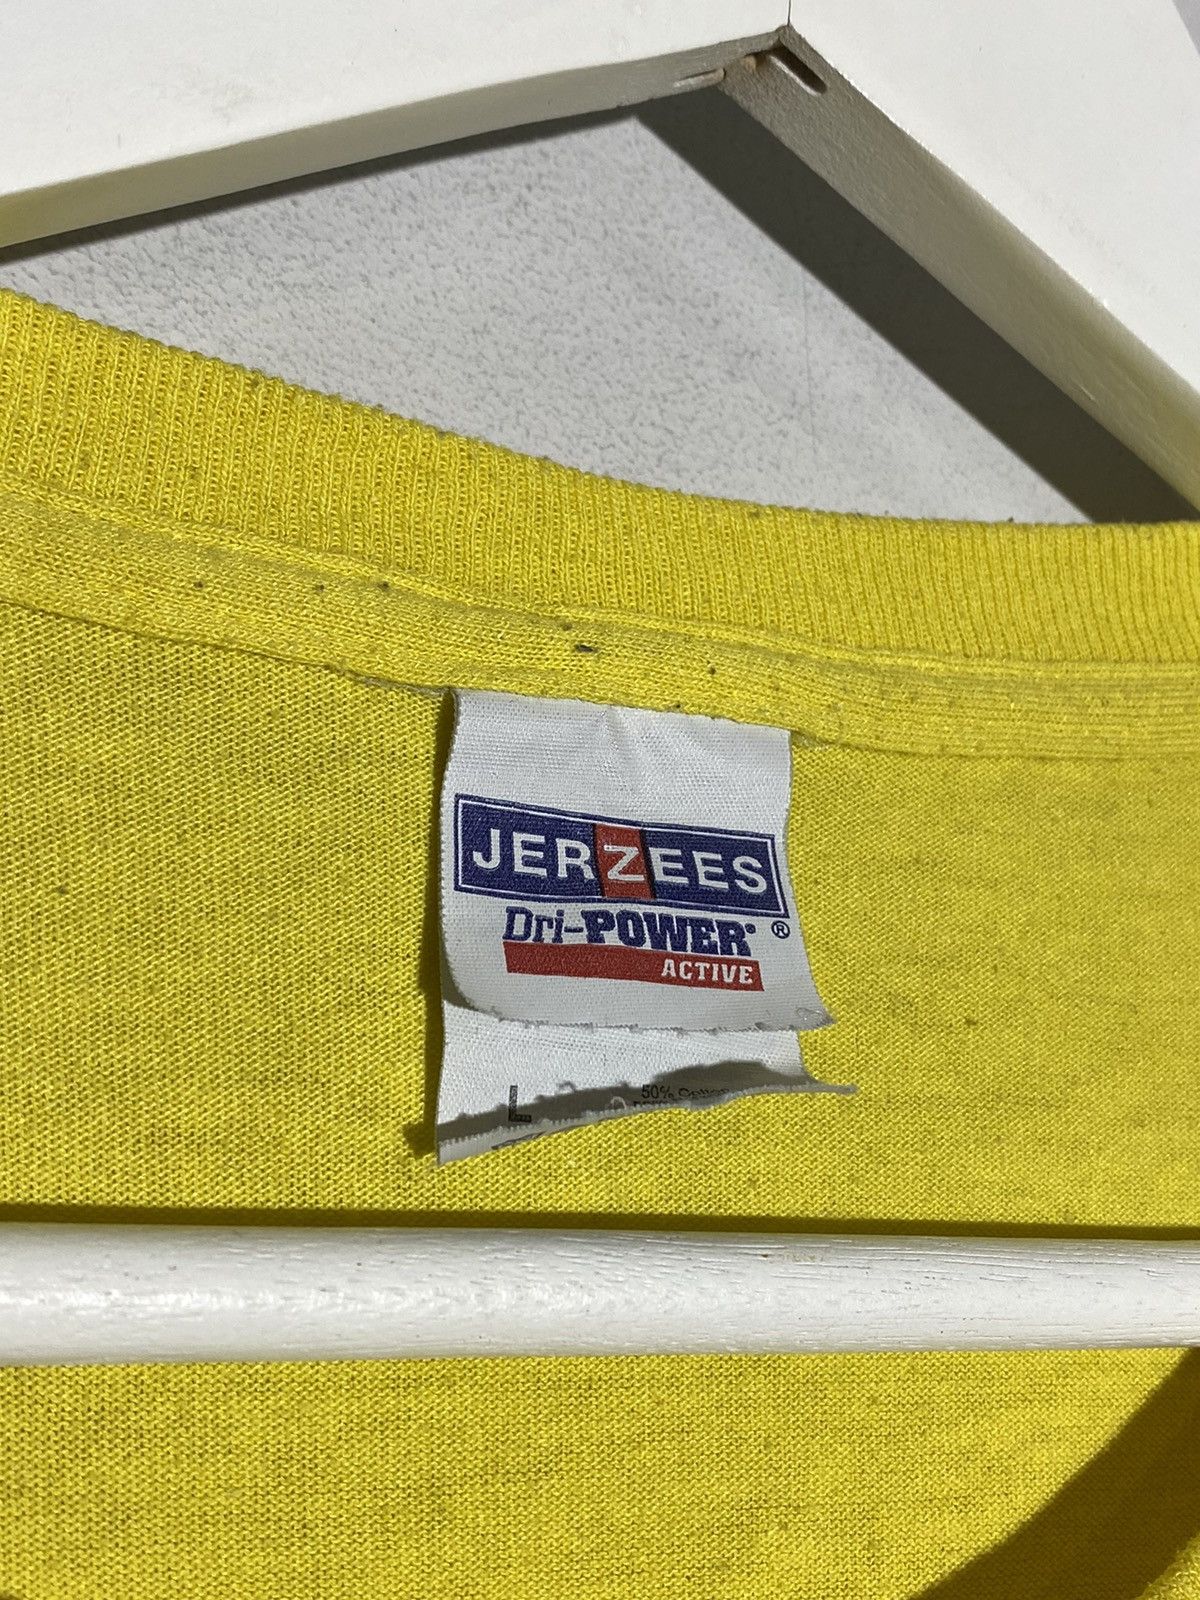 JERZEES
Dri-POWER®
ACTIVE
L
50% Cotton